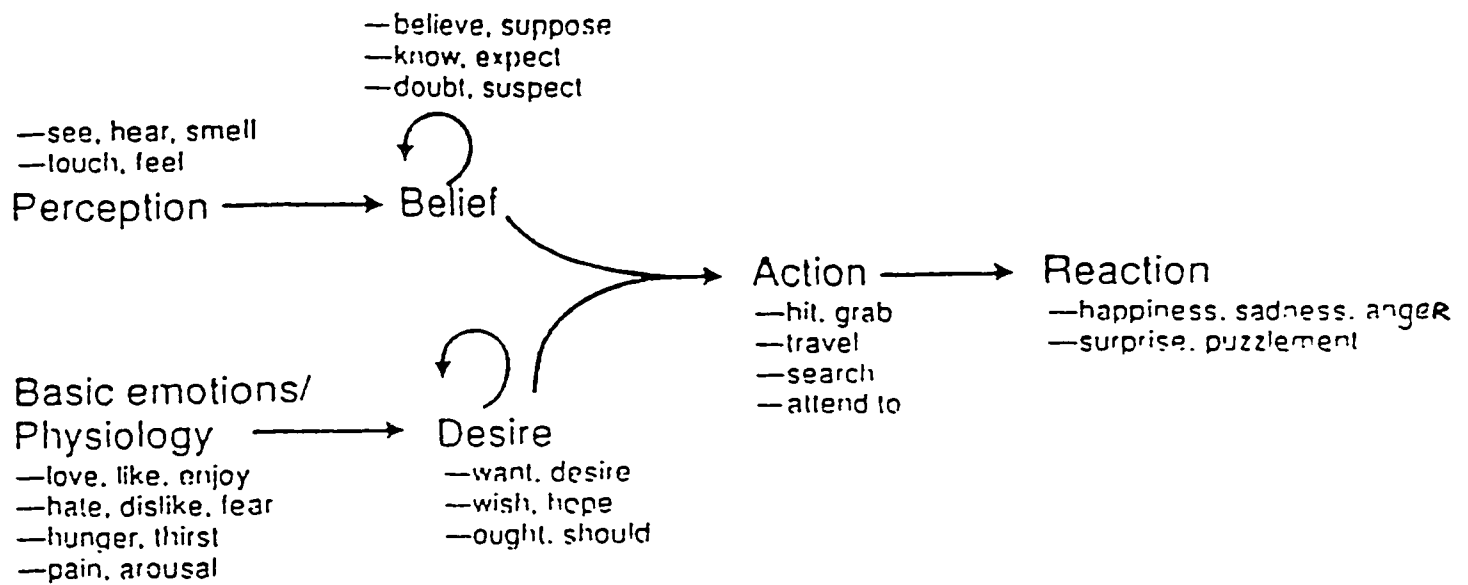 —believe, suppose
—know, expect
—doubt, suspect
—see, hear, smell
—touch, feel
Perception
Belief
Action
—hit, grab
—travel
—search
—attend to
Reaction
—happiness, sadness, angeR
—surprise, puzzlement
Basic emotions/
Physiology
—love, like, enjoy
—hate, dislike, fear
—hunger, thirst
—pain, arousal
Desire
—want, desire
—wish, hope
—ought, should